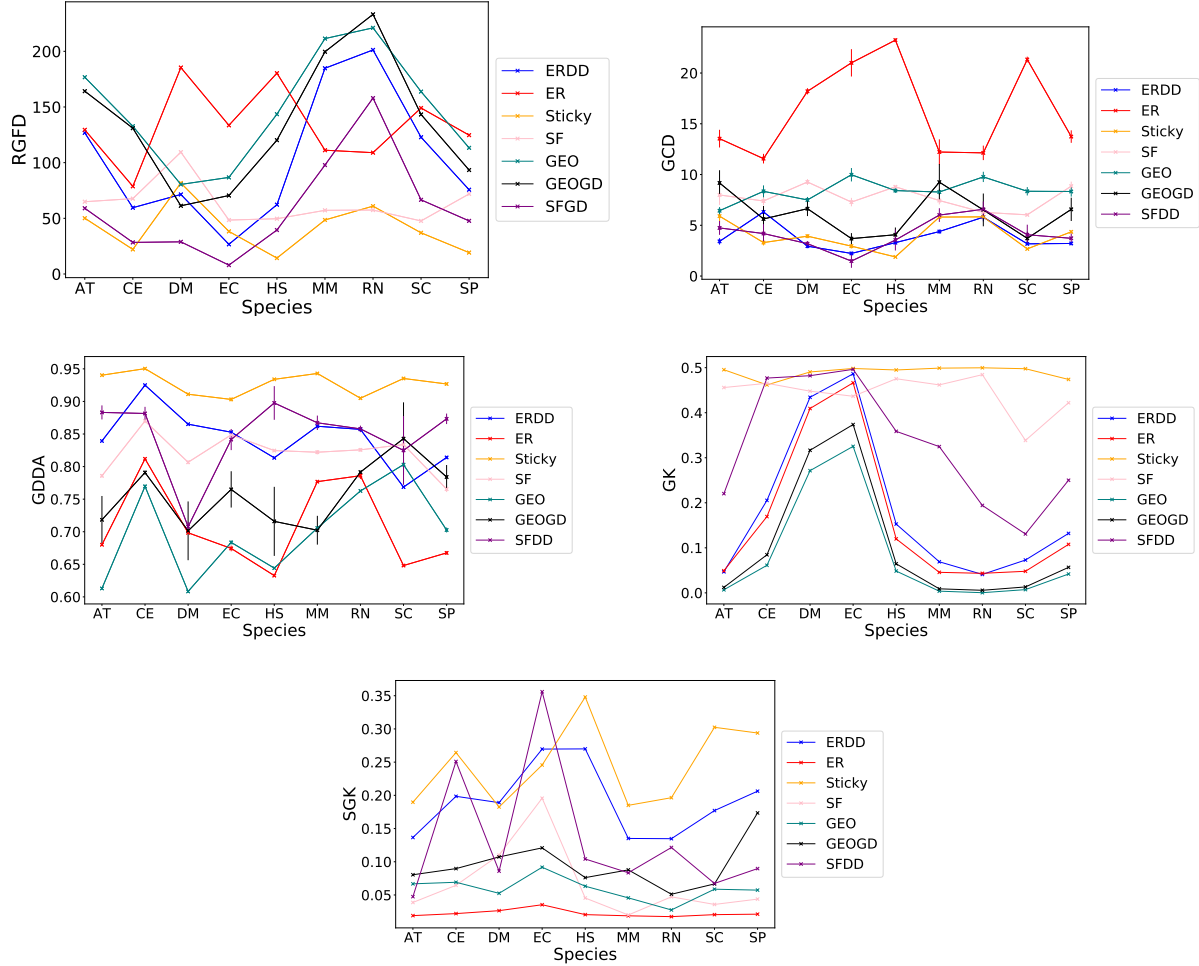 RGFD
200
150
100
50
0
AT CE DM EC HS MM RN SC SP
Species
ERDD
ER
Sticky
SF
GEO
GEOGD
SFGD
GCD
20
15
10
5
0
AT CE DM EC HS MM RN SC SP
Species
ERDD
ER
Sticky
SF
GEO
GEOGD
SFDD
GDDA
0.95
0.90
0.85
0.80
0.75
0.70
0.65
0.60
AT CE DM EC HS MM RN SC SP
Species
ERDD
ER
Sticky
SF
GEO
GEOGD
SFDD
GK
0.5
0.4
0.3
0.2
0.1
0.0
AT CE DM EC HS MM RN SC SP
Species
ERDD
ER
Sticky
SF
GEO
GEOGD
SFDD
SGK
0.35
0.30
0.25
0.20
0.15
0.10
0.05
AT CE DM EC HS MM RN SC SP
Species
ERDD
ER
Sticky
SF
GEO
GEOGD
SFDD